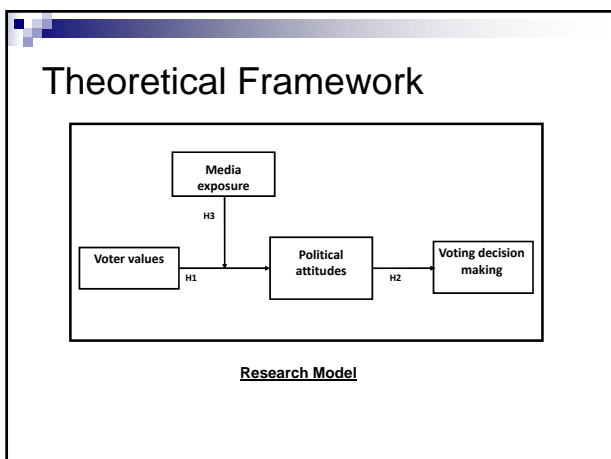 Theoretical Framework
Media
exposure
H3
Voter values
H1
Political
attitudes
H2
Voting decision
making
Research Model